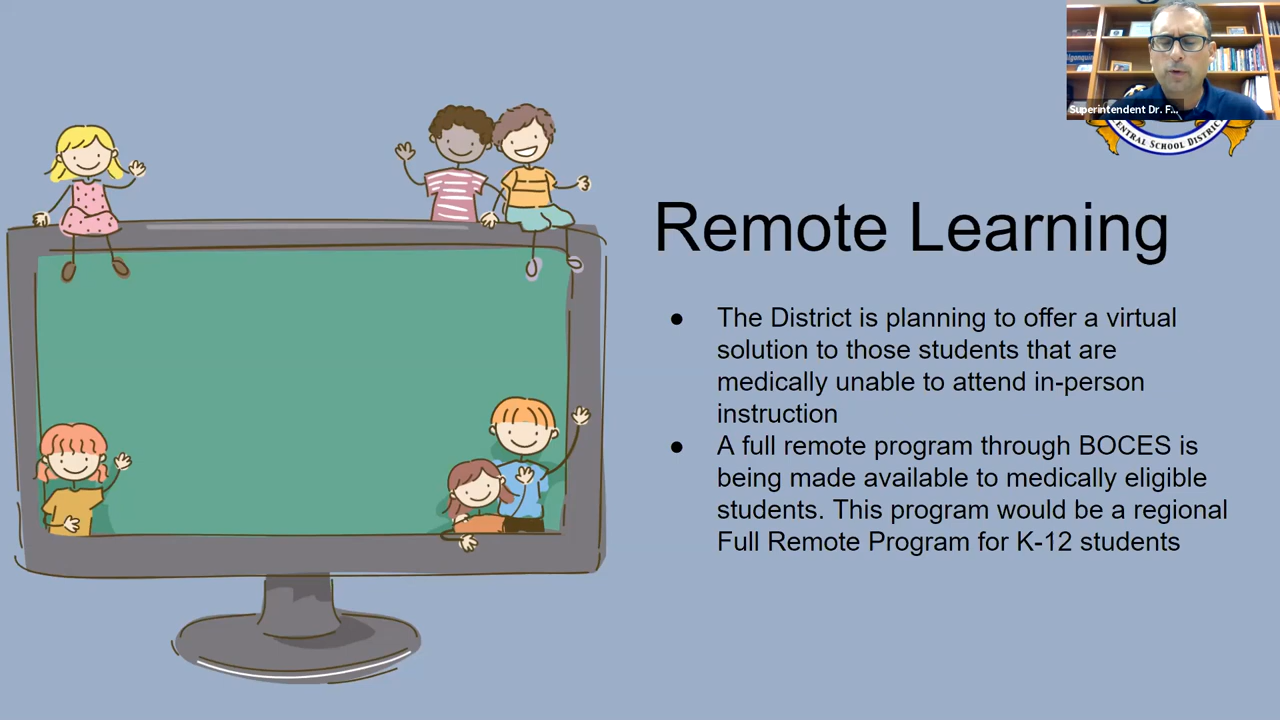 Superintendent Dr. F...
CENTRAL SCHOOL DISTRICT
Remote Learning
● The District is planning to offer a virtual
solution to those students that are
medically unable to attend in-person
instruction
● A full remote program through BOCES is
being made available to medically eligible
students. This program would be a regional
Full Remote Program for K-12 students